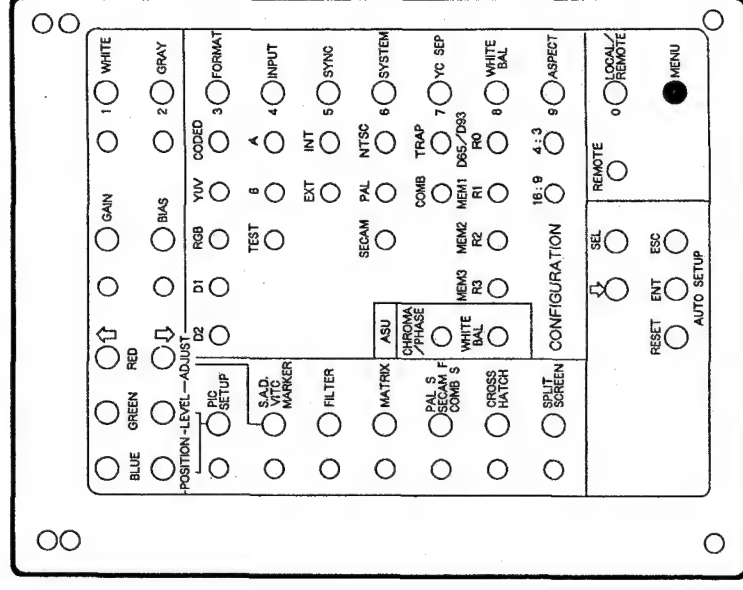 BLUE GREEN RED ⇧ GAIN 1 WHITE
⇩ BIAS 2 GRAY
-POSITION-LEVEL-ADJUST-
PIC SETUP
D2 D1 RGB YUV CODED 3 FORMAT
S.A.D. VITC MARKER
TEST B A 4 INPUT
FILTER
EXT INT 5 SYNC
MATRIX
ASU
SECAM PAL NTSC 6 SYSTEM
PAL S SECAM F COMB S
CHROMA /PHASE
COMB TRAP 7 YC SEP
CROSS HATCH
WHITE BAL
MEM3 MEM2 MEM1 D65/D93
R3 R2 R1 R0 8 WHITE BAL
SPLIT SCREEN
CONFIGURATION
16:9 4:3 9 ASPECT
⇩ SEL
REMOTE
0 LOCAL/ REMOTE
RESET ENT ESC
AUTO SETUP
MENU